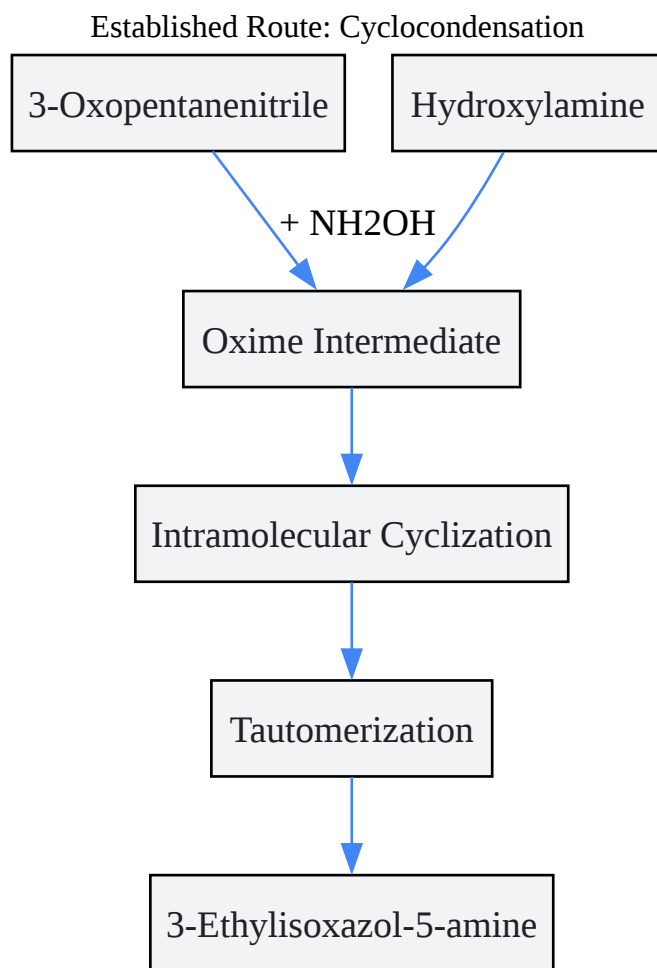 Established Route: Cyclocondensation
3-Oxopentanenitrile
Hydroxylamine
+ NH2OH
Oxime Intermediate
Intramolecular Cyclization
Tautomerization
3-Ethylisoxazol-5-amine